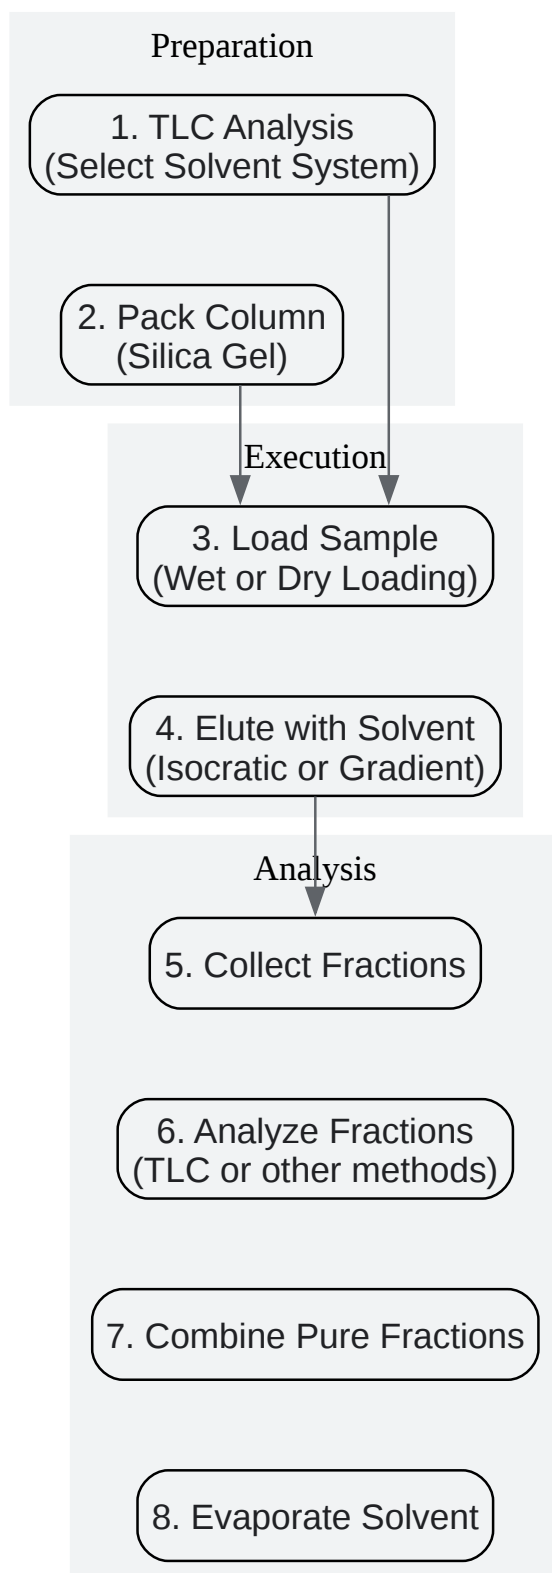 Preparation
1. TLC Analysis
(Select Solvent System)
2. Pack Column
(Silica Gel)
Execution
3. Load Sample
(Wet or Dry Loading)
4. Elute with Solvent
(Isocratic or Gradient)
Analysis
5. Collect Fractions
6. Analyze Fractions
(TLC or other methods)
7. Combine Pure Fractions
8. Evaporate Solvent